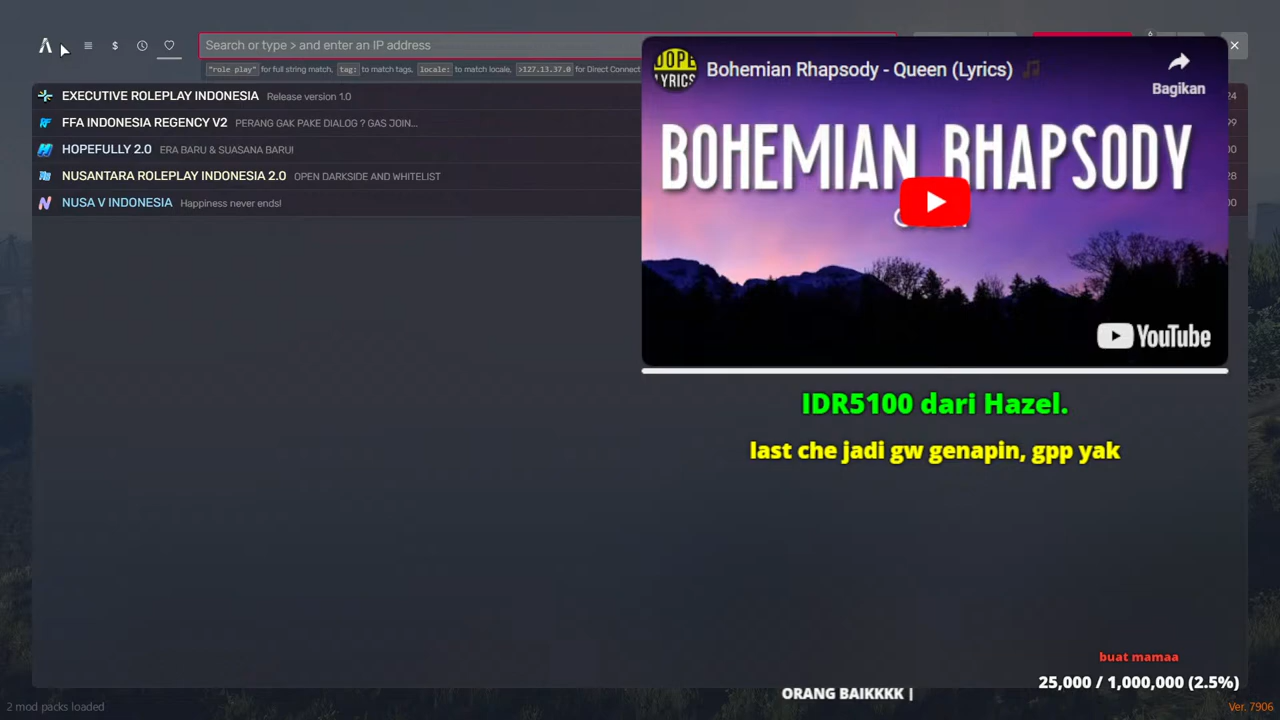 Search or type > and enter an IP address
"role play" for full string match. tag: to match tags. locale: to match locale. >127.13.37.0 for Direct Connect
EXECUTIVE ROLEPLAY INDONESIA Release version 1.0
FFA INDONESIA REGENCY V2 PERANG GAK PAKE DIALOG ? GAS JOIN...
HOPEFULLY 2.0 ERA BARU & SUASANA BARU!
NUSANTARA ROLEPLAY INDONESIA 2.0 OPEN DARKSIDE AND WHITELIST
NUSA V INDONESIA Happiness never ends!
DOPE LYRICS
Bohemian Rhapsody - Queen (Lyrics) 🎵
Bagikan
BOHEMIAN RHAPSODY
YouTube
IDR5100 dari Hazel.
last che jadi gw genapin, gpp yak
buat mamaa
25,000 / 1,000,000 (2.5%)
ORANG BAIKKKK |
2 mod packs loaded
Ver. 7906